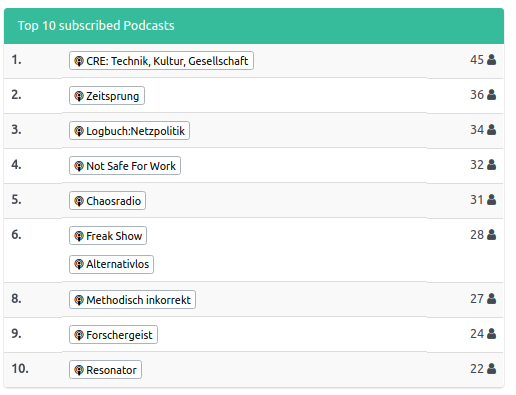 Top 10 subscribed Podcasts
1. CRE: Technik, Kultur, Gesellschaft 45
2. Zeitsprung 36
3. Logbuch:Netzpolitik 34
4. Not Safe For Work 32
5. Chaosradio 31
6. Freak Show 28
Alternativlos
8. Methodisch inkorrekt 27
9. Forschergeist 24
10. Resonator 22